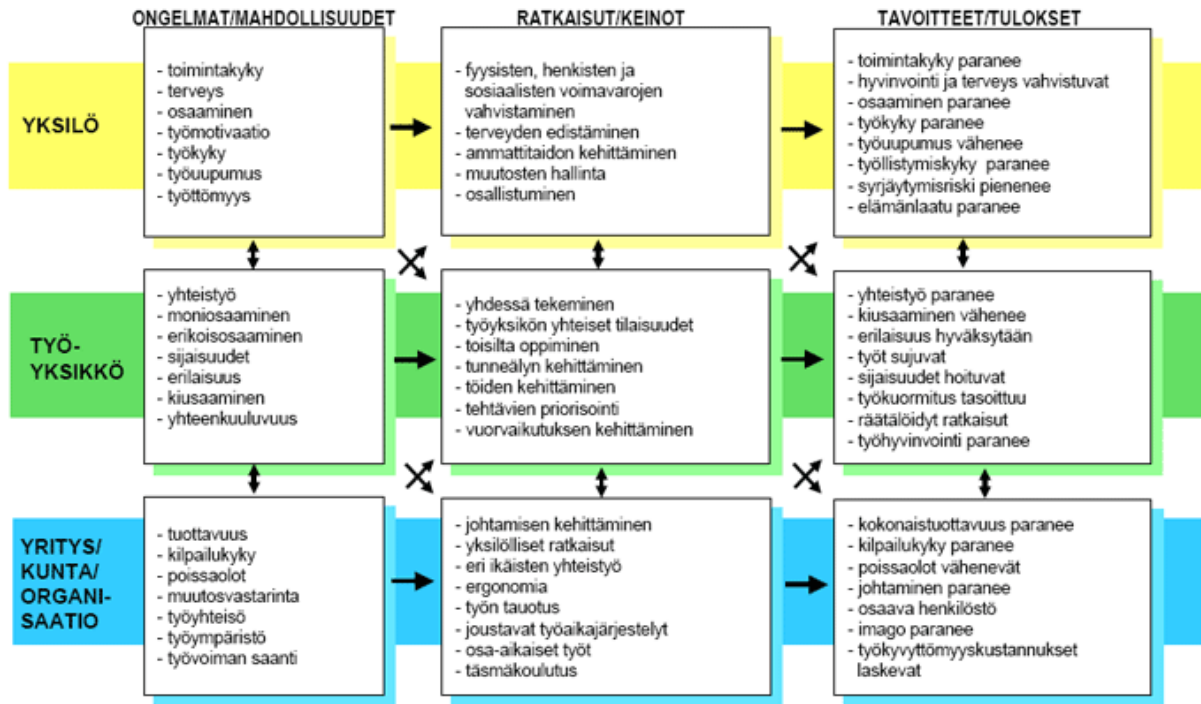 ONGELMAT/MAHDOLLISUUDET
RATKAISUT/KEINOT
TAVOITTEET/TULOKSET
YKSILÖ
- toimintakyky
- terveys
- osaaminen
- työmotivaatio
- työkyky
- työuupumus
- työttömyys
- fyysisten, henkisten ja
sosiaalisten voimavarojen
vahvistaminen
- terveyden edistäminen
- ammattitaidon kehittäminen
- muutosten hallinta
- osallistuminen
- toimintakyky paranee
- hyvinvointi ja terveys vahvistuvat
- osaaminen paranee
- työkyky paranee
- työuupumus vähenee
- työllistymiskyky paranee
- syrjäytymisriski pienenee
- elämänlaatu paranee
TYÖ-
YKSIKKÖ
- yhteistyö
- moniosaaminen
- erikoisosaaminen
- sijaisuudet
- erilaisuus
- kiusaaminen
- yhteenkuuluvuus
- yhdessä tekeminen
- työyksikön yhteiset tilaisuudet
- toisilta oppiminen
- tunneälyn kehittäminen
- töiden kehittäminen
- tehtävien priorisointi
- vuorvaikutuksen kehittäminen
- yhteistyö paranee
- kiusaaminen vähenee
- erilaisuus hyväksytään
- työt sujuvat
- sijaisuudet hoituvat
- työkuormitus tasoittuu
- räätälöidyt ratkaisut
- työhyvinvointi paranee
YRITYS/
KUNTA/
ORGANI-
SAATIO
- tuottavuus
- kilpailukyky
- poissaolot
- muutosvastarinta
- työyhteisö
- työympäristö
- työvoiman saanti
- johtamisen kehittäminen
- yksilölliset ratkaisut
- eri ikäisten yhteistyö
- ergonomia
- työn tauotus
- joustavat työaikajärjestelyt
- osa-aikaiset työt
- täsmäkoulutus
- kokonaistuottavuus paranee
- kilpailukyky paranee
- poissaolot vähenevät
- johtaminen paranee
- osaava henkilöstö
- imago paranee
- työkyvyttömyyskustannukset
laskevat